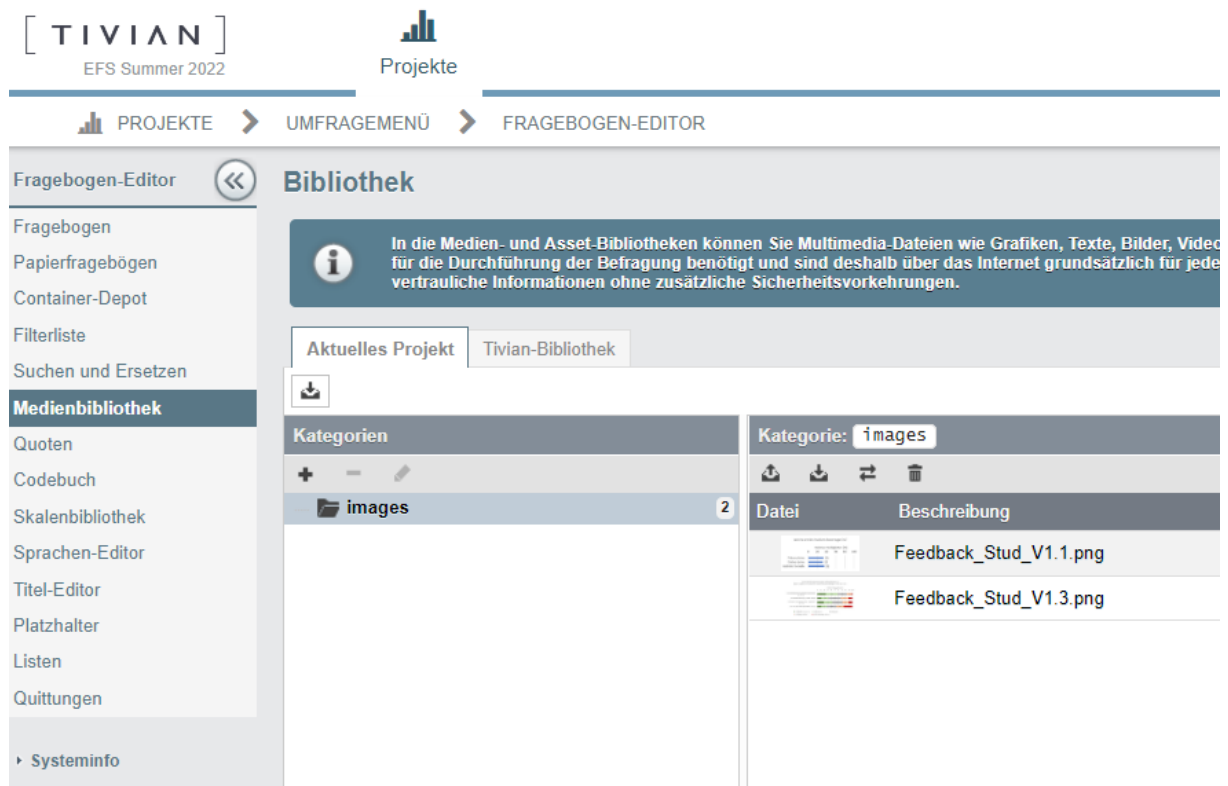 [ TIVIAN ]
EFS Summer 2022
Projekte
PROJEKTE
UMFRAGEMENÜ
FRAGEBOGEN-EDITOR
Fragebogen-Editor
Fragebogen
Papierfragebögen
Container-Depot
Filterliste
Suchen und Ersetzen
Medienbibliothek
Quoten
Codebuch
Skalenbibliothek
Sprachen-Editor
Titel-Editor
Platzhalter
Listen
Quittungen
Systeminfo
Bibliothek
In die Medien- und Asset-Bibliotheken können Sie Multimedia-Dateien wie Grafiken, Texte, Bilder, Videc
für die Durchführung der Befragung benötigt und sind deshalb über das Internet grundsätzlich für jede
vertrauliche Informationen ohne zusätzliche Sicherheitsvorkehrungen.
Aktuelles Projekt
Tivian-Bibliothek
Kategorien
images 2
Kategorie: images
Datei Beschreibung
Feedback_Stud_V1.1.png
Feedback_Stud_V1.3.png